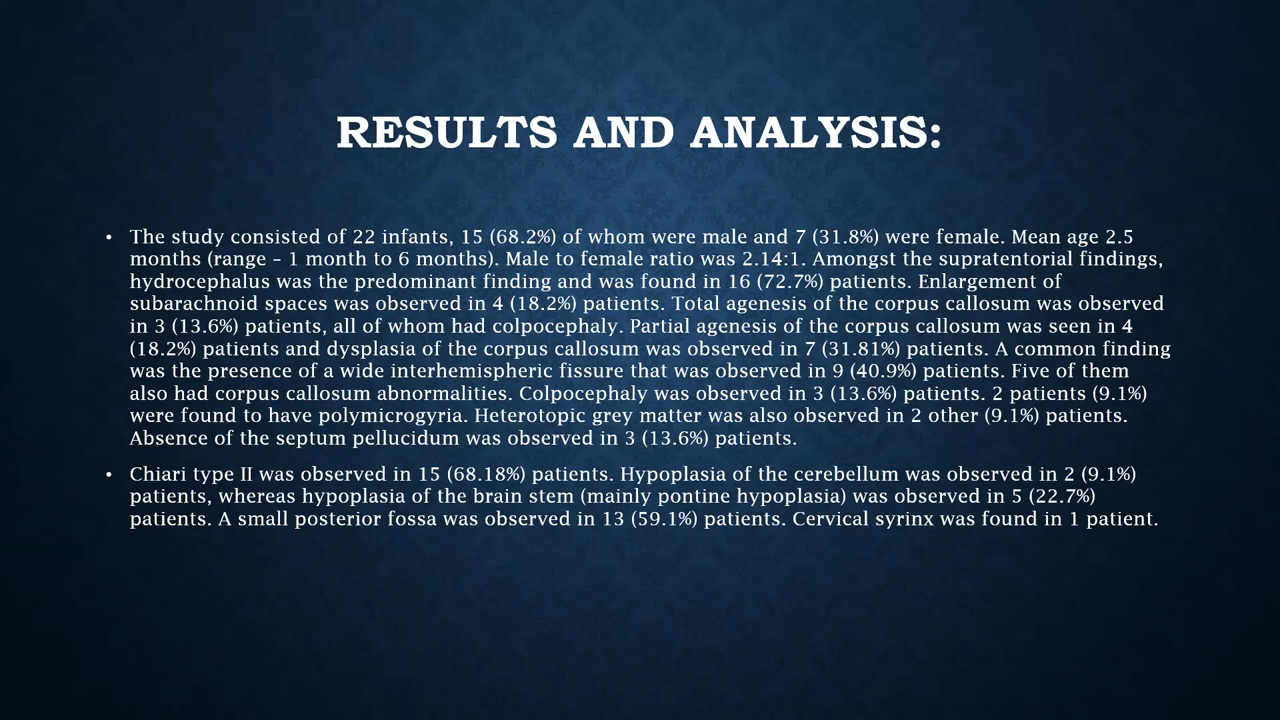 RESULTS AND ANALYSIS:
• The study consisted of 22 infants, 15 (68.2%) of whom were male and 7 (31.8%) were female. Mean age 2.5
months (range – 1 month to 6 months). Male to female ratio was 2.14:1. Amongst the supratentorial findings,
hydrocephalus was the predominant finding and was found in 16 (72.7%) patients. Enlargement of
subarachnoid spaces was observed in 4 (18.2%) patients. Total agenesis of the corpus callosum was observed
in 3 (13.6%) patients, all of whom had colpocephaly. Partial agenesis of the corpus callosum was seen in 4
(18.2%) patients and dysplasia of the corpus callosum was observed in 7 (31.81%) patients. A common finding
was the presence of a wide interhemispheric fissure that was observed in 9 (40.9%) patients. Five of them
also had corpus callosum abnormalities. Colpocephaly was observed in 3 (13.6%) patients. 2 patients (9.1%)
were found to have polymicrogyria. Heterotopic grey matter was also observed in 2 other (9.1%) patients.
Absence of the septum pellucidum was observed in 3 (13.6%) patients.
• Chiari type II was observed in 15 (68.18%) patients. Hypoplasia of the cerebellum was observed in 2 (9.1%)
patients, whereas hypoplasia of the brain stem (mainly pontine hypoplasia) was observed in 5 (22.7%)
patients. A small posterior fossa was observed in 13 (59.1%) patients. Cervical syrinx was found in 1 patient.